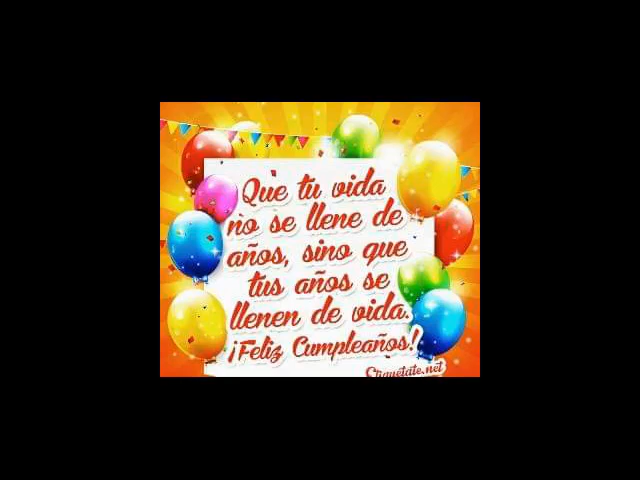 Que tu vida
no se llene de
años, sino que
tus años se
llenen de vida.
¡Feliz Cumpleaños!
Etiquetate.net